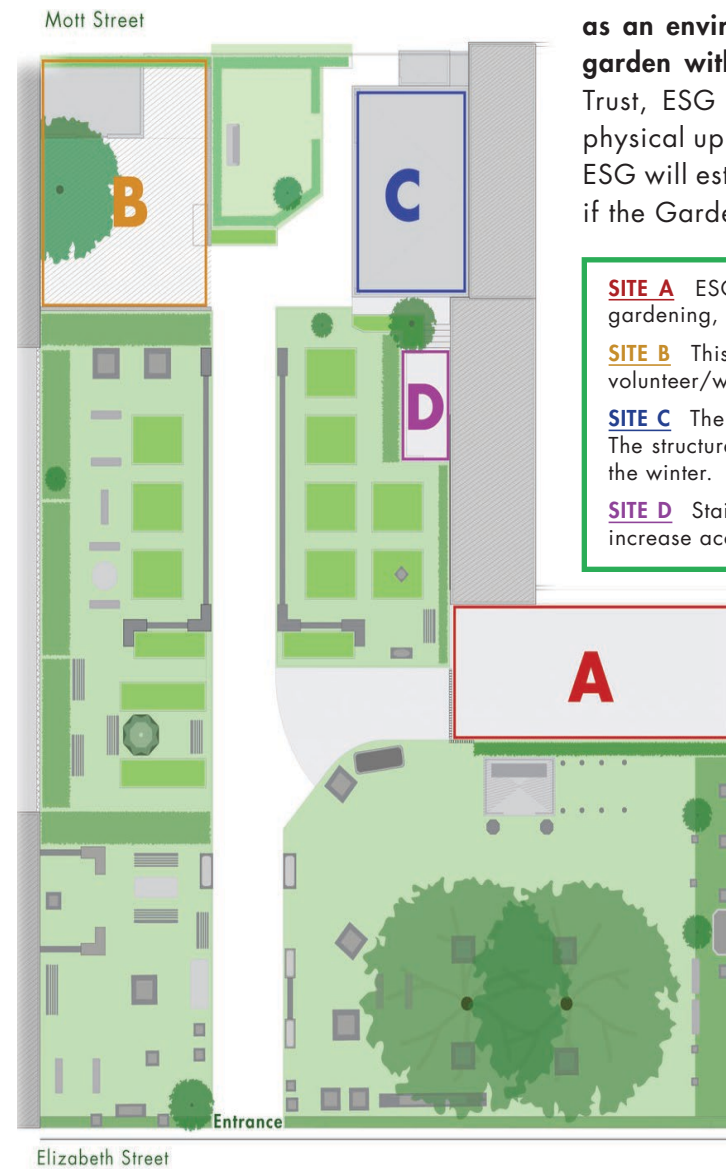 Mott Street
as an envir
garden with
Trust, ESG
physical up
ESG will est
if the Garde
B
C
D
A
SITE A ESG
gardening,
SITE B This
volunteer/w
SITE C The
The structure
the winter.
SITE D Stai
increase acc
Entrance
Elizabeth Street